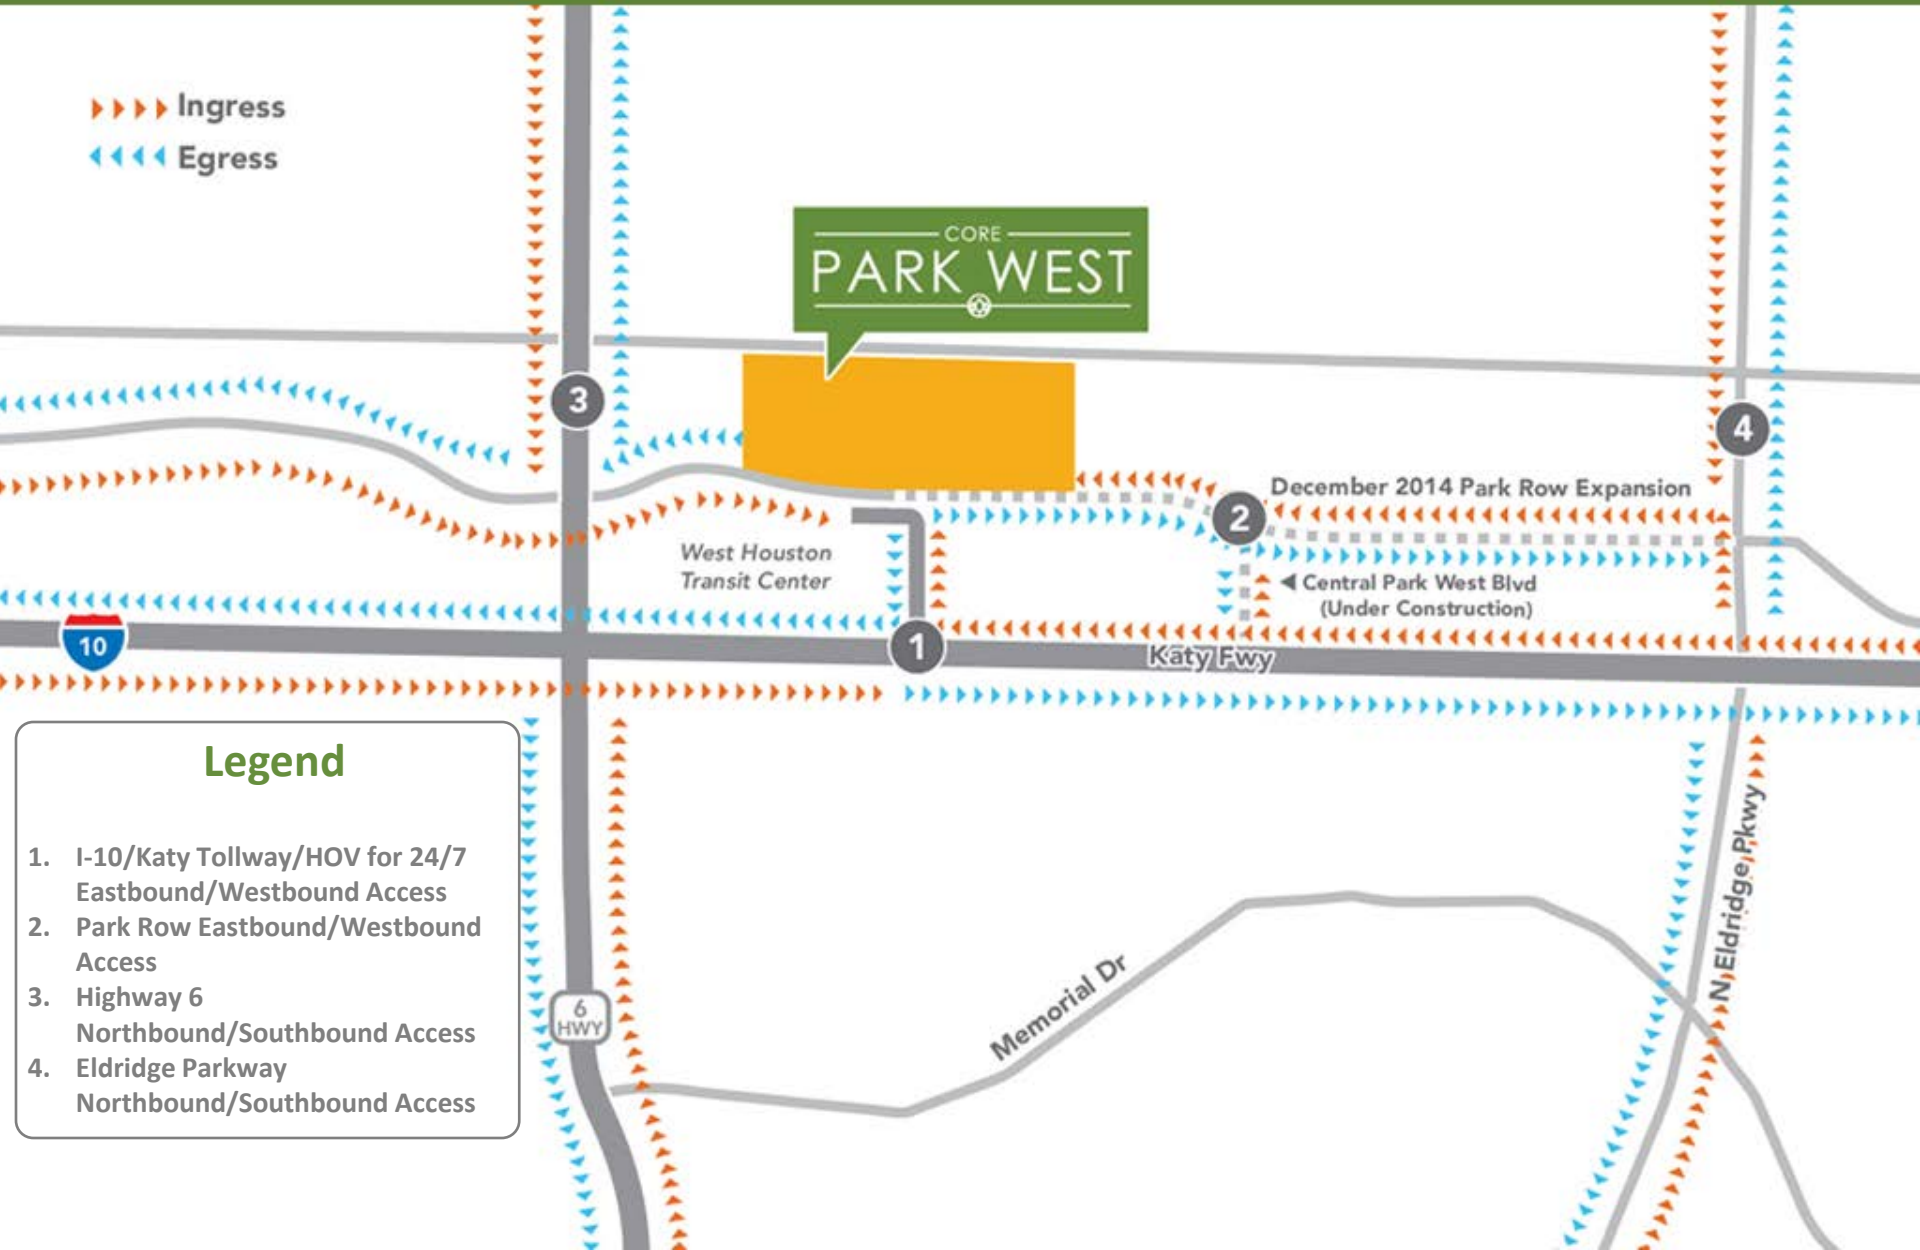 Ingress
Egress
CORE
PARK WEST
3
4
December 2014 Park Row Expansion
2
West Houston
Transit Center
Central Park West Blvd
(Under Construction)
10
1
Katy Fwy
Legend
1. I-10/Katy Tollway/HOV for 24/7
Eastbound/Westbound Access
2. Park Row Eastbound/Westbound
Access
3. Highway 6
Northbound/Southbound Access
4. Eldridge Parkway
Northbound/Southbound Access
6
HWY
Memorial Dr
N Eldridge Pkwy